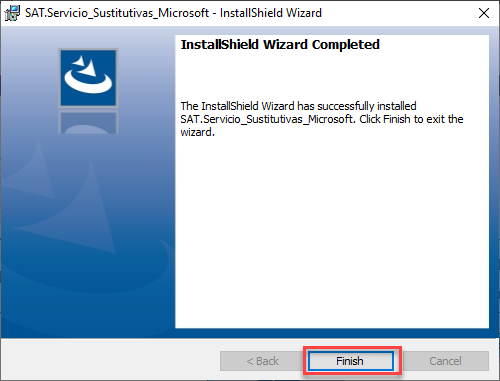 SAT.Servicio_Sustitutivas_Microsoft - InstallShield Wizard
InstallShield Wizard Completed
The InstallShield Wizard has successfully installed
SAT.Servicio_Sustitutivas_Microsoft. Click Finish to exit the
wizard.
< Back
Finish
Cancel